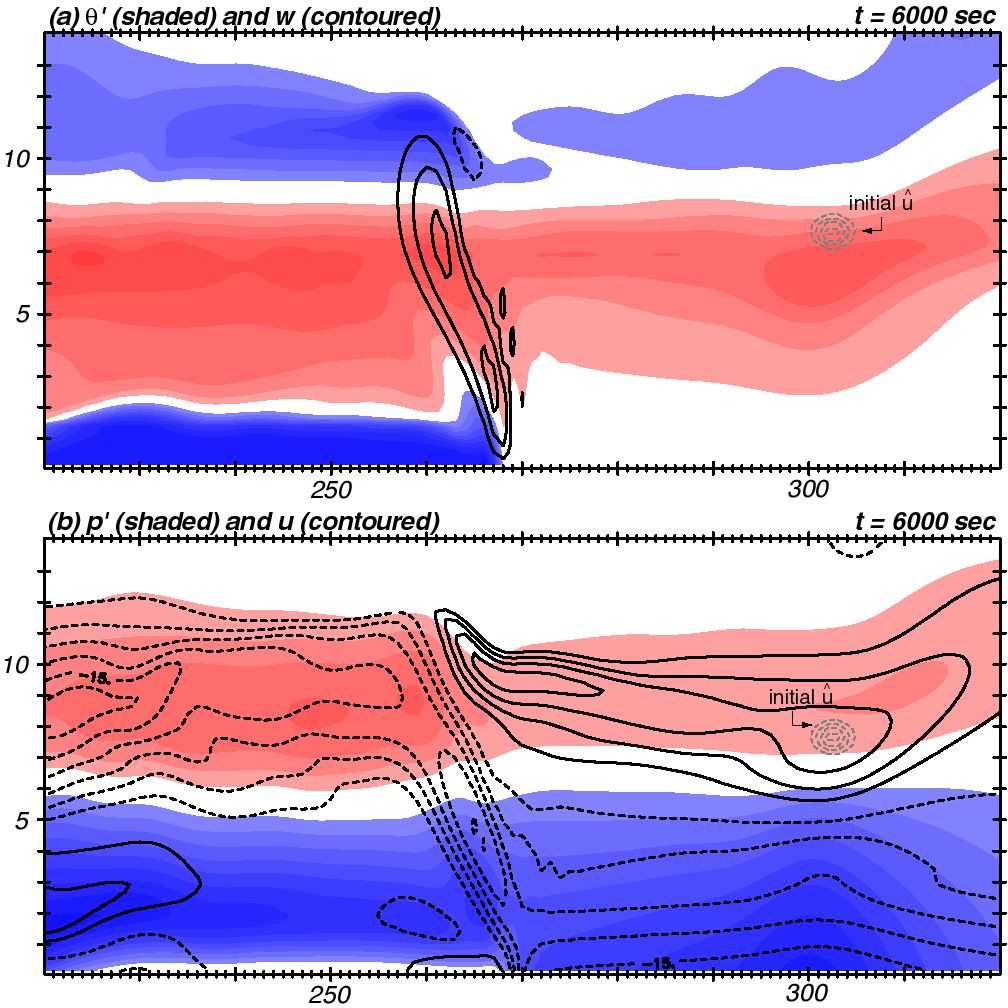 (a) θ' (shaded) and w (contoured) t = 6000 sec
10
initial û
5
250 300
(b) p' (shaded) and u (contoured) t = 6000 sec
10
-15.
initial û
5
-15.
250 300